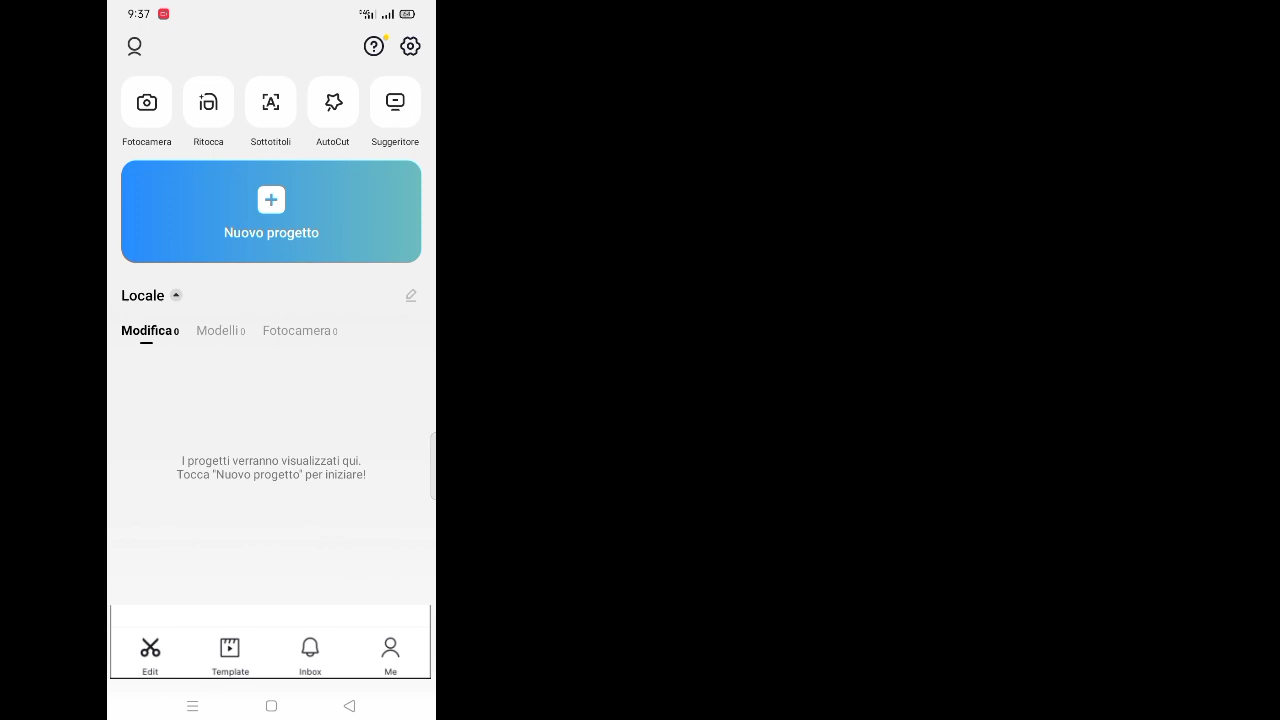 9:37
64
Fotocamera Ritocca Sottotitoli AutoCut Suggeritore
Nuovo progetto
Locale
Modifica 0 Modelli 0 Fotocamera 0
I progetti verranno visualizzati qui.
Tocca "Nuovo progetto" per iniziare!
Edit Template Inbox Me